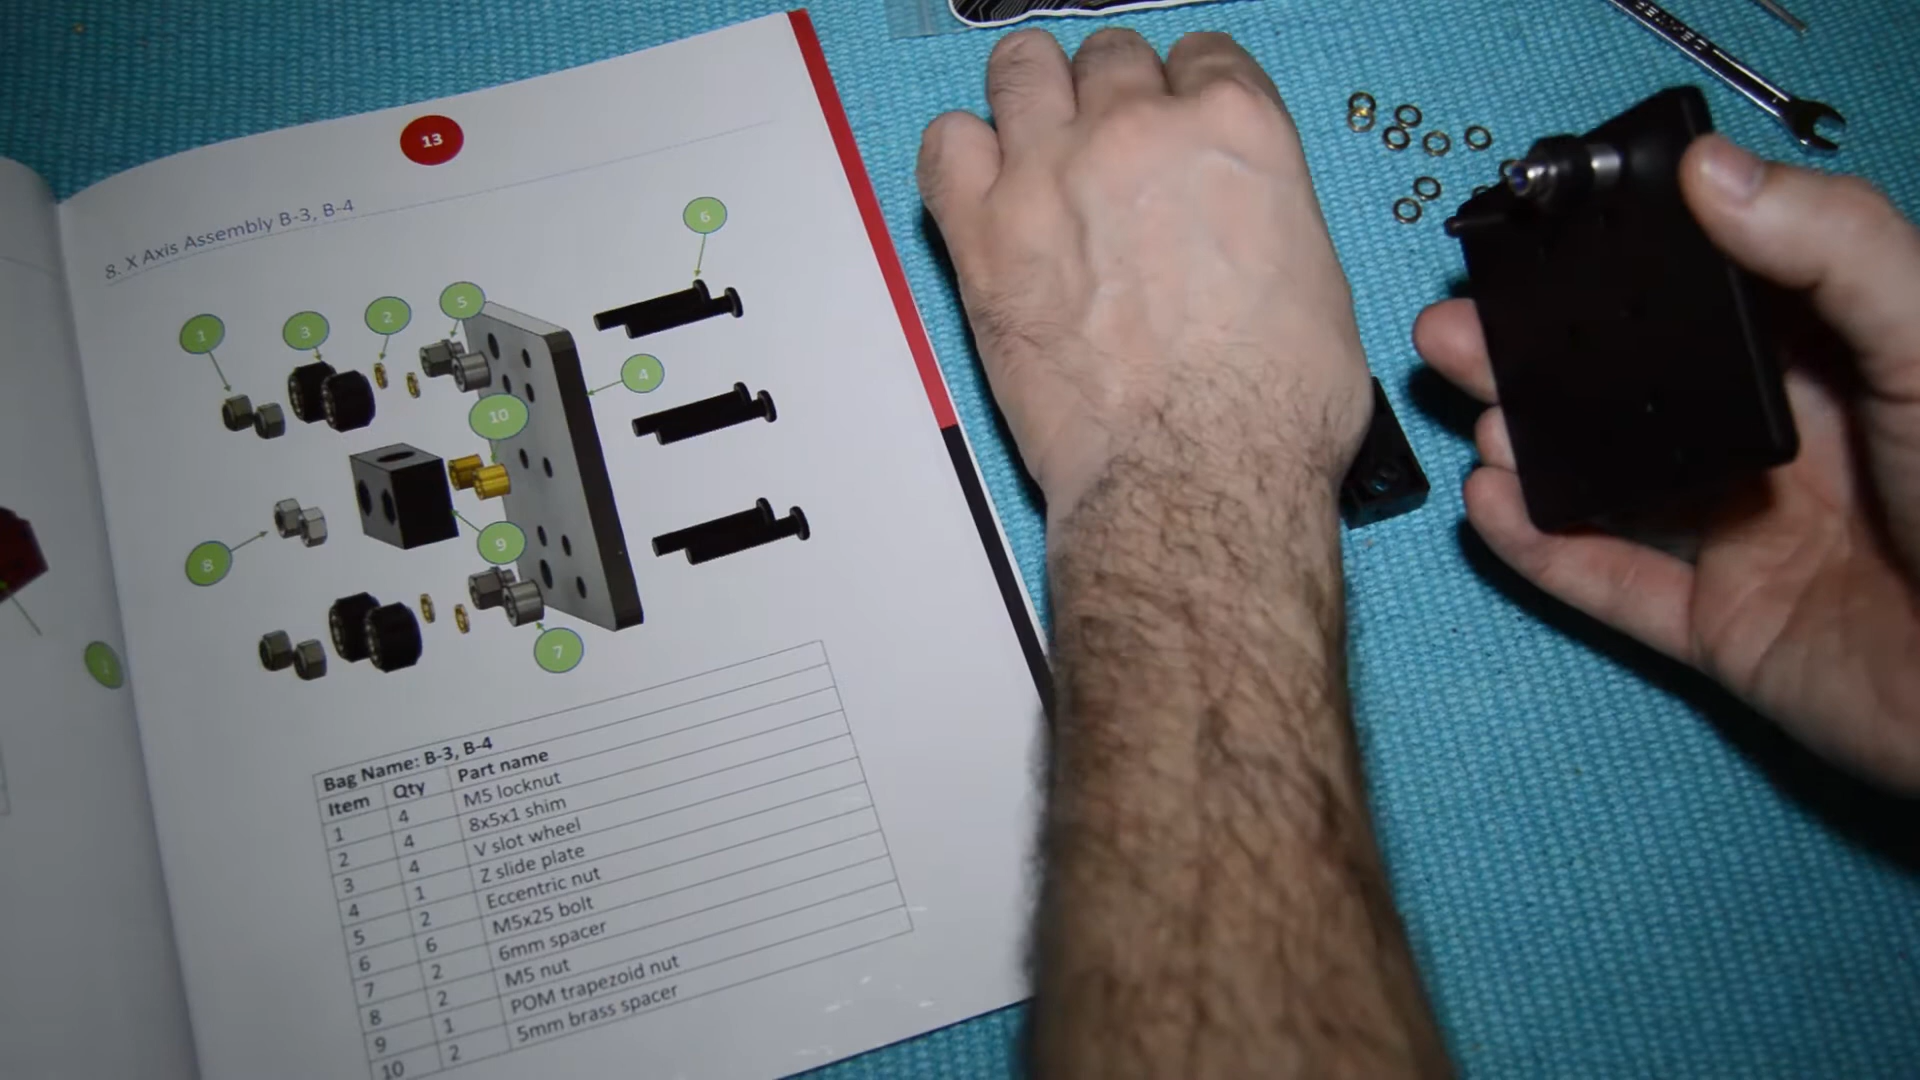 13
8. X Axis Assembly B-3, B-4
6
5
2
3
1
4
10
9
8
7
1
Bag Name: B-3, B-4
Item Qty Part name
1 4 M5 locknut
2 4 8x5x1 shim
3 4 V slot wheel
4 1 Z slide plate
5 2 Eccentric nut
6 6 M5x25 bolt
7 2 6mm spacer
8 2 M5 nut
9 1 POM trapezoid nut
10 2 5mm brass spacer